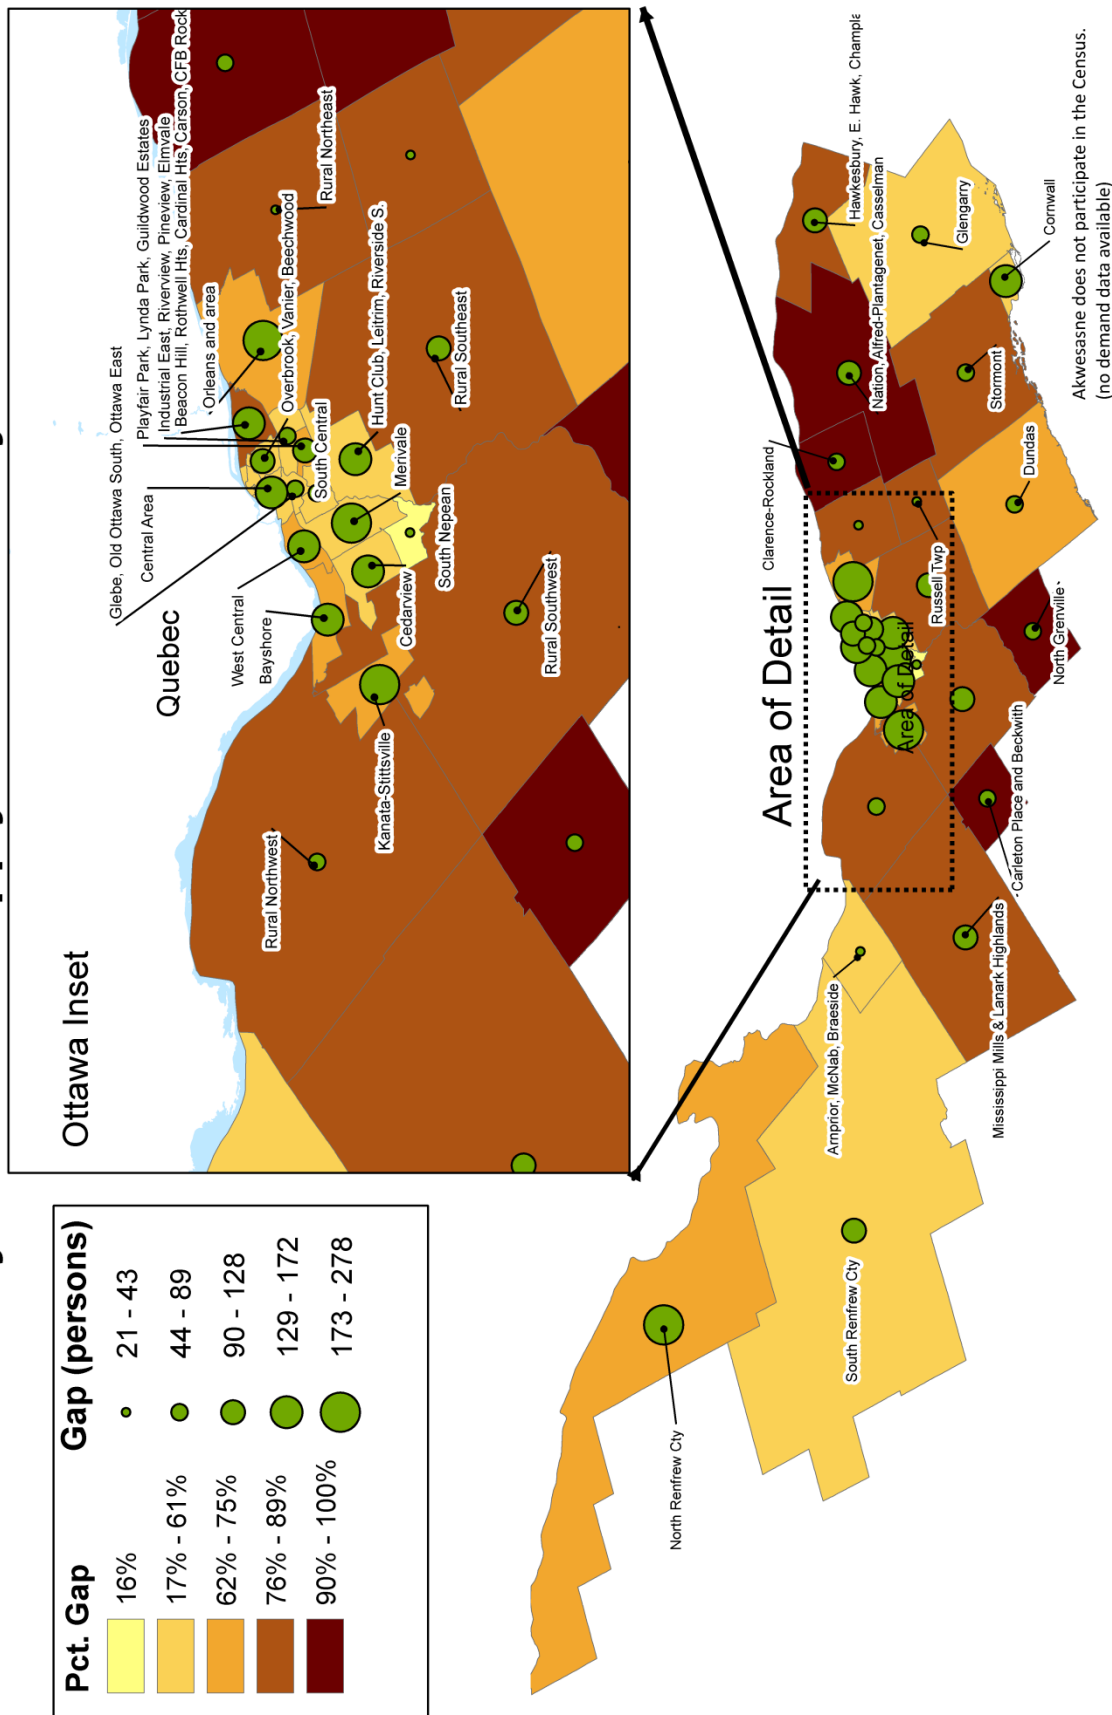 Pct. Gap
16%
17% - 61%
62% - 75%
76% - 89%
90% - 100%
Gap (persons)
21 - 43
44 - 89
90 - 128
129 - 172
173 - 278
Ottawa Inset
Quebec
Glebe, Old Ottawa South, Ottawa East
Central Area
Playfair Park, Lynda Park, Guildwood Estates
Industrial East, Riverview, Pineview, Elmvale
Beacon Hill, Rothwell Hts, Cardinal Hts, Carson, CFB Rock
Orleans and area
Overbrook, Vanier, Beechwood
Rural Northeast
South Central
Hunt Club, Leitrim, Riverside S.
Rural Southeast
West Central
Bayshore
Merivale
South Nepean
Cedarview
Rural Southwest
Kanata-Stittsville
Rural Northwest
Area of Detail
Area of Detail
Clarence-Rockland
Hawkesbury, E. Hawk, Champla
Nation, Alfred-Plantagenet, Casselman
Glengarry
Cornwall
Stormont
Dundas
Russell Twp
North Grenville
Carleton Place and Beckwith
Mississippi Mills & Lanark Highlands
Arnprior, McNab, Braeside
South Renfrew Cty
North Renfrew Cty
Akwesasne does not participate in the Census.
(no demand data available)